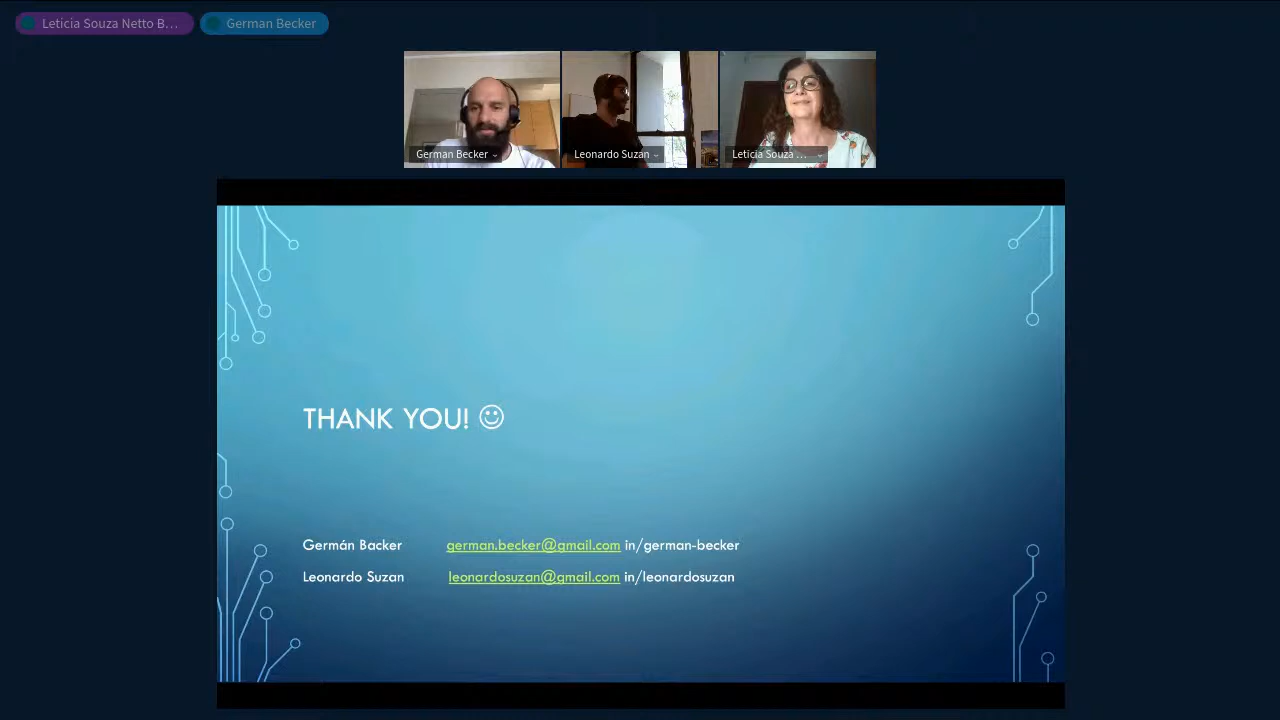 Leticia Souza Netto B...
German Becker
German Becker
Leonardo Suzan
Leticia Souza ...
THANK YOU! ☺
Germán Backer german.becker@gmail.com in/german-becker
Leonardo Suzan leonardosuzan@gmail.com in/leonardosuzan